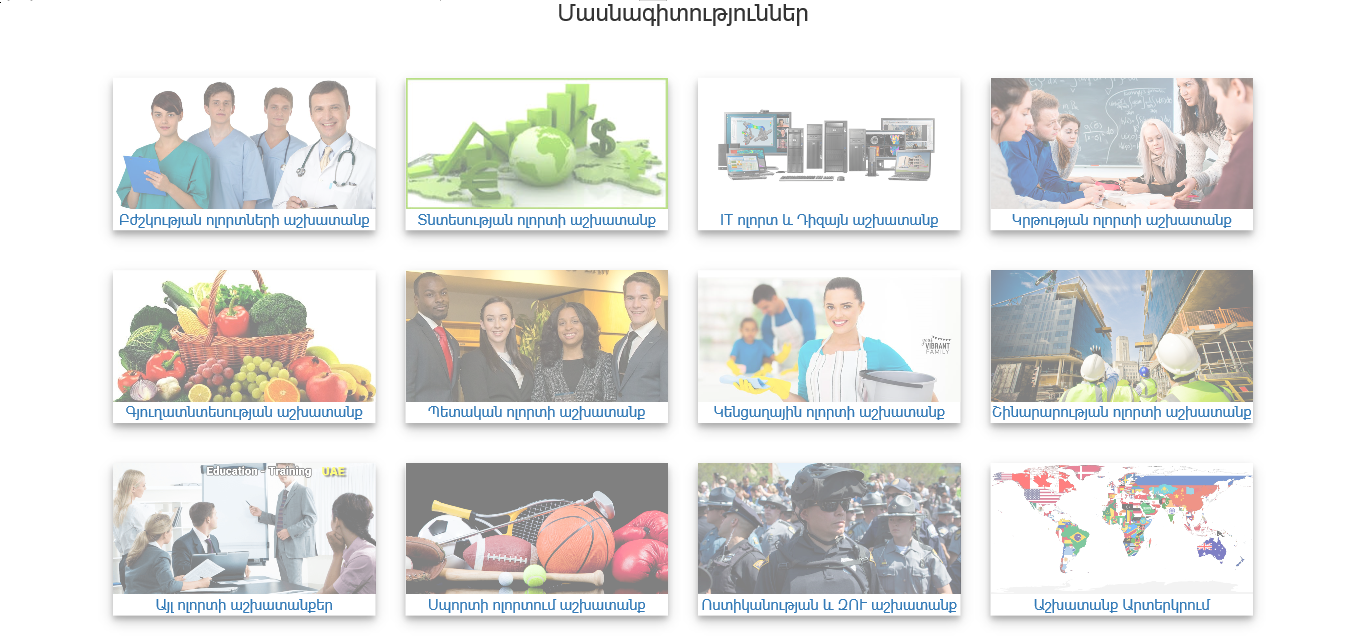 Մասնագիտություններ
Բժշկության ոլորտների աշխատանք
Տնտեսության ոլորտի աշխատանք
IT ոլորտ և Դիզայն աշխատանք
Կրթության ոլորտի աշխատանք
Գյուղատնտեսության աշխատանք
Պետական ոլորտի աշխատանք
VIBRANT
FAMILY
Կենցաղային ոլորտի աշխատանք
Շինարարության ոլորտի աշխատանք
Education - Training UAE
Այլ ոլորտի աշխատանքեր
Սպորտի ոլորտում աշխատանք
Ոստիկանության և ԶՈՒ աշխատանք
Աշխատանք Արտերկրում